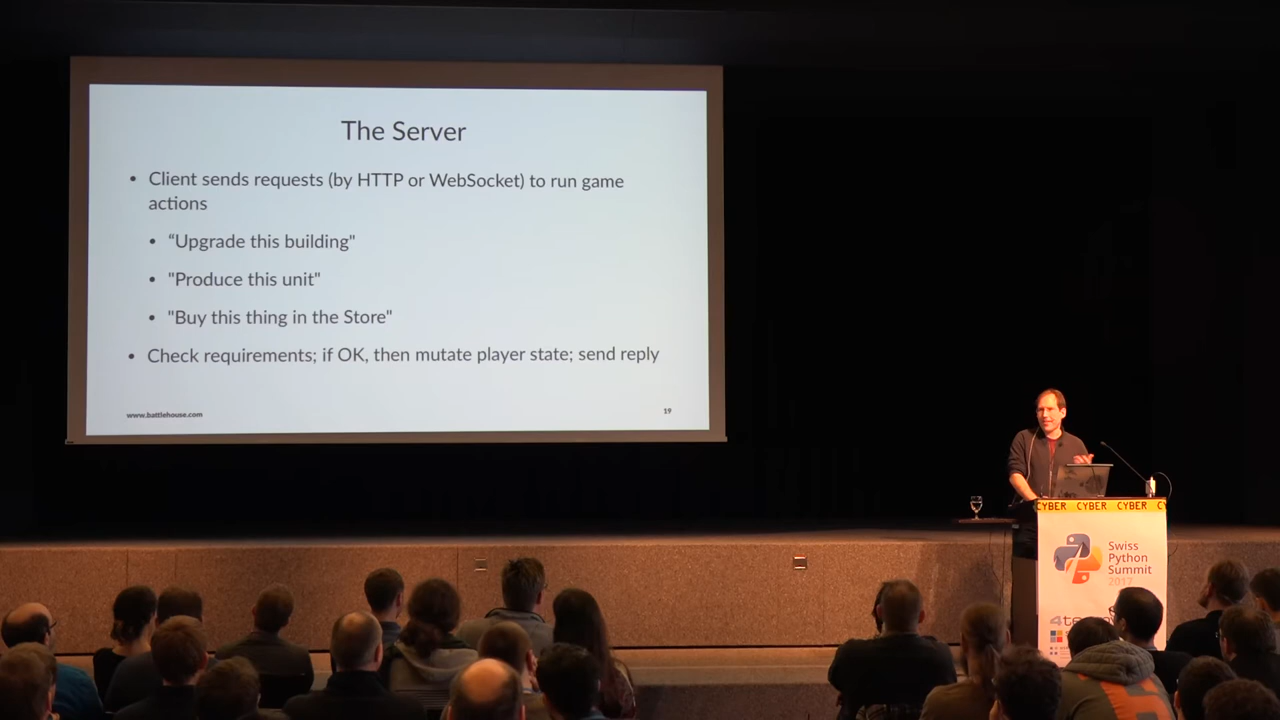 The Server
• Client sends requests (by HTTP or WebSocket) to run game
actions
• “Upgrade this building"
• "Produce this unit"
• "Buy this thing in the Store"
• Check requirements; if OK, then mutate player state; send reply
www.battlehouse.com
19
CYBER CYBER CYBER CY
Swiss
Python
Summit
2017